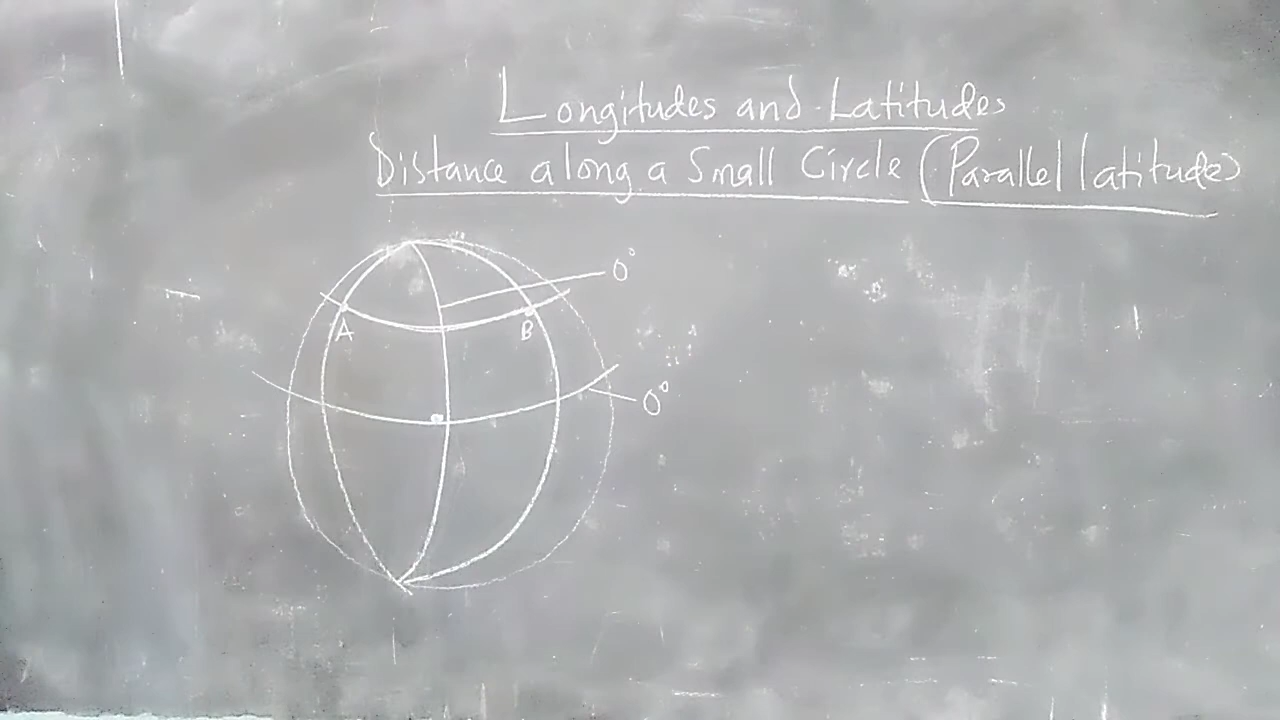 Longitudes and Latitudes
Distance along a Small Circle (Parallel latitude)
0°
A
B
0°